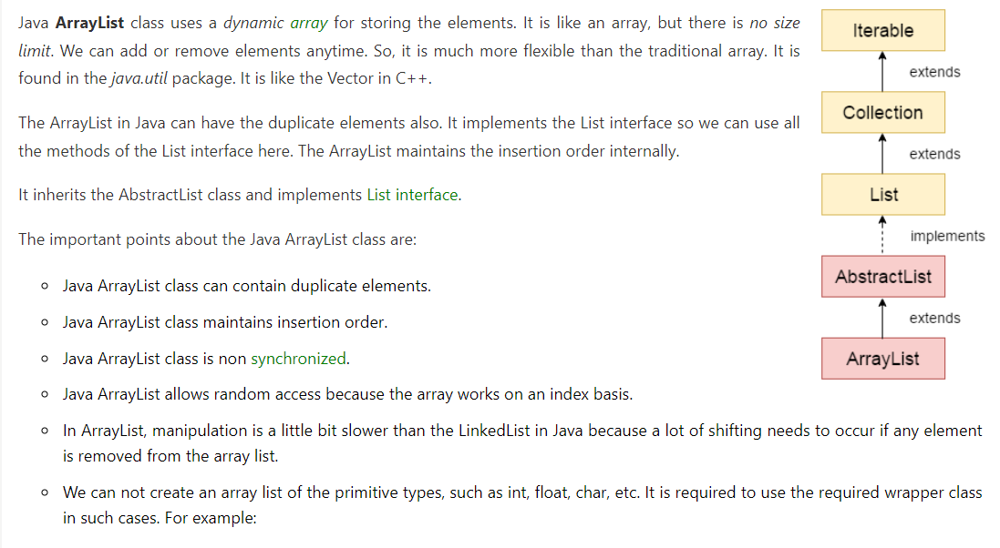 Java ArrayList class uses a dynamic array for storing the elements. It is like an array, but there is no size
limit. We can add or remove elements anytime. So, it is much more flexible than the traditional array. It is
found in the java.util package. It is like the Vector in C++.
The ArrayList in Java can have the duplicate elements also. It implements the List interface so we can use all
the methods of the List interface here. The ArrayList maintains the insertion order internally.
It inherits the AbstractList class and implements List interface.
The important points about the Java ArrayList class are:
Java ArrayList class can contain duplicate elements.
Java ArrayList class maintains insertion order.
Java ArrayList class is non synchronized.
Java ArrayList allows random access because the array works on an index basis.
In ArrayList, manipulation is a little bit slower than the LinkedList in Java because a lot of shifting needs to occur if any element
is removed from the array list.
We can not create an array list of the primitive types, such as int, float, char, etc. It is required to use the required wrapper class
in such cases. For example:
Iterable
extends
Collection
extends
List
implements
AbstractList
extends
ArrayList